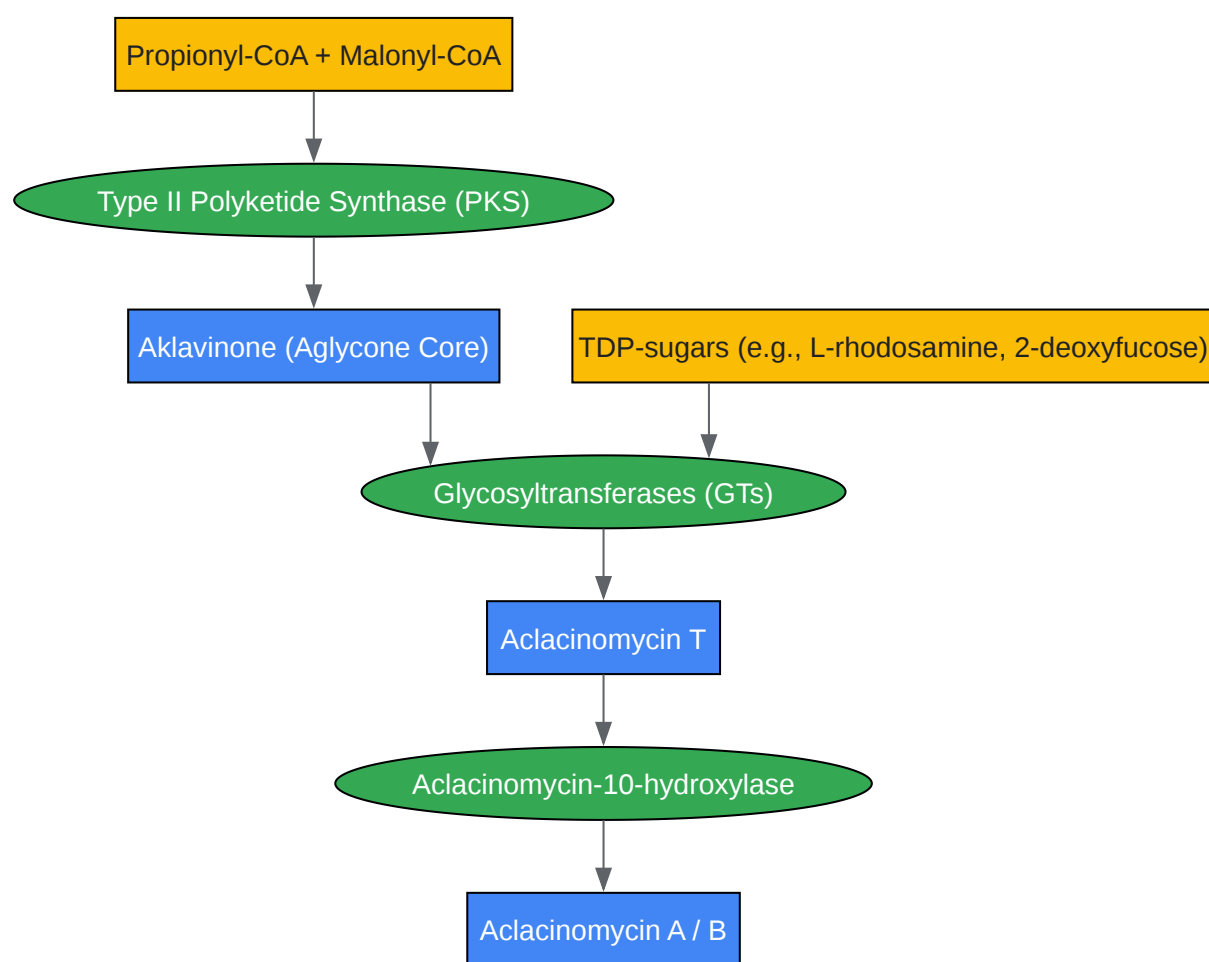 Propionyl-CoA + Malonyl-CoA
Type II Polyketide Synthase (PKS)
Aklavinone (Aglycone Core)
TDP-sugars (e.g., L-rhodosamine, 2-deoxyfucose)
Glycosyltransferases (GTs)
Aclacinomycin T
Aclacinomycin-10-hydroxylase
Aclacinomycin A / B